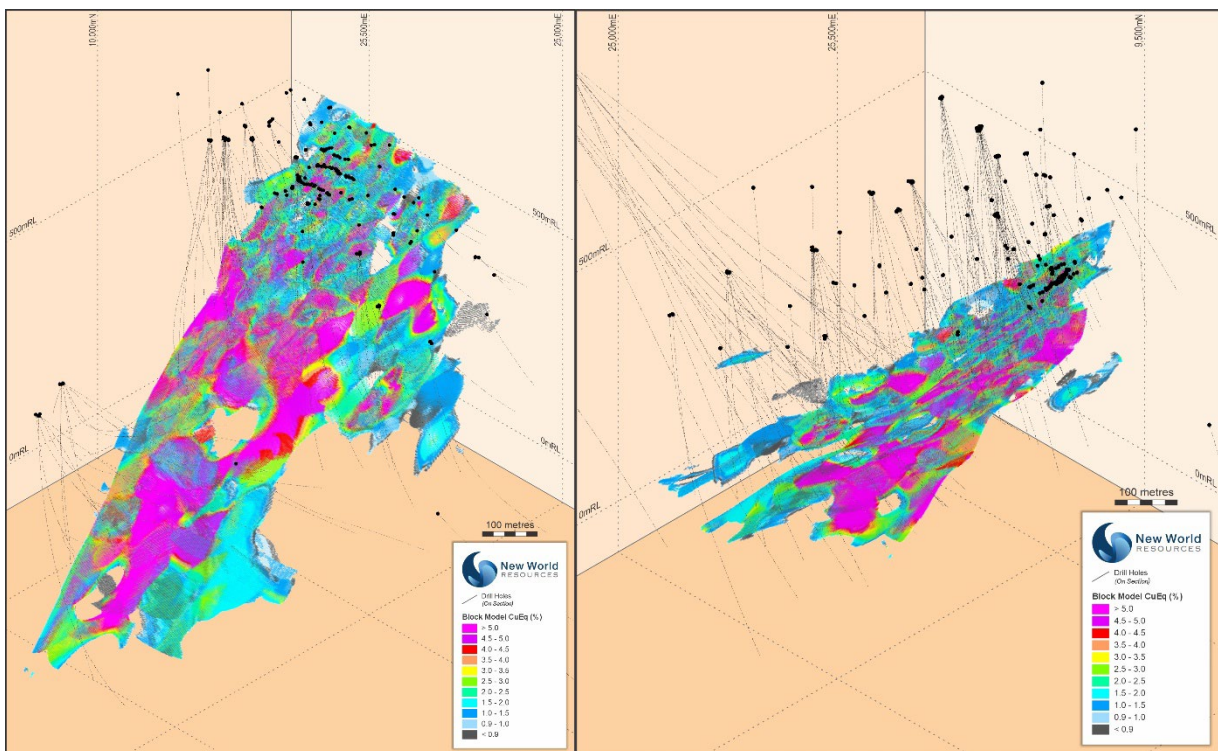 10,000mN
25,500mE
25,000mE
500mRL
500mRL
0mRL
0mRL
100 metres
New World
RESOURCES
Drill Holes
(On Section)
Block Model CuEq (%)
> 5.0
4.5 - 5.0
4.0 - 4.5
3.5 - 4.0
3.0 - 3.5
2.5 - 3.0
2.0 - 2.5
1.5 - 2.0
1.0 - 1.5
0.9 - 1.0
< 0.9
25,000mE
25,500mE
9,500mN
500mRL
500mRL
0mRL
0mRL
100 metres
New World
RESOURCES
Drill Holes
(On Section)
Block Model CuEq (%)
> 5.0
4.5 - 5.0
4.0 - 4.5
3.5 - 4.0
3.0 - 3.5
2.5 - 3.0
2.0 - 2.5
1.5 - 2.0
1.0 - 1.5
0.9 - 1.0
< 0.9